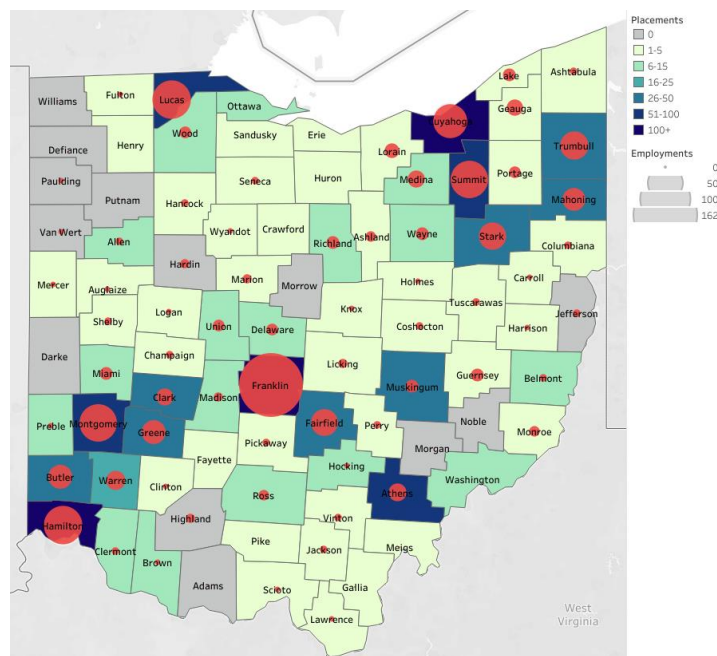 Placements
0
1-5
6-15
16-25
26-50
51-100
100+
Employments
0
50
100
162
Williams
Fulton
Lucas
Ottawa
Lake
Ashtabula
Geauga
Cuyahoga
Defiance
Henry
Wood
Sandusky
Erie
Lorain
Trumbull
Paulding
Putnam
Hancock
Seneca
Huron
Medina
Summit
Portage
Mahoning
Van Wert
Allen
Wyandot
Crawford
Richland
Ashland
Wayne
Stark
Columbiana
Hardin
Mercer
Auglaize
Marion
Morrow
Holmes
Carroll
Tuscarawas
Jefferson
Shelby
Logan
Union
Delaware
Knox
Coshocton
Harrison
Darke
Champaign
Licking
Miami
Clark
Madison
Franklin
Muskingum
Guernsey
Belmont
Preble
Montgomery
Greene
Fairfield
Perry
Noble
Monroe
Pickaway
Morgan
Butler
Warren
Clinton
Fayette
Hocking
Washington
Ross
Athens
Hamilton
Highland
Vinton
Clermont
Brown
Pike
Jackson
Meigs
Adams
Scioto
Gallia
Lawrence
West
Virginia